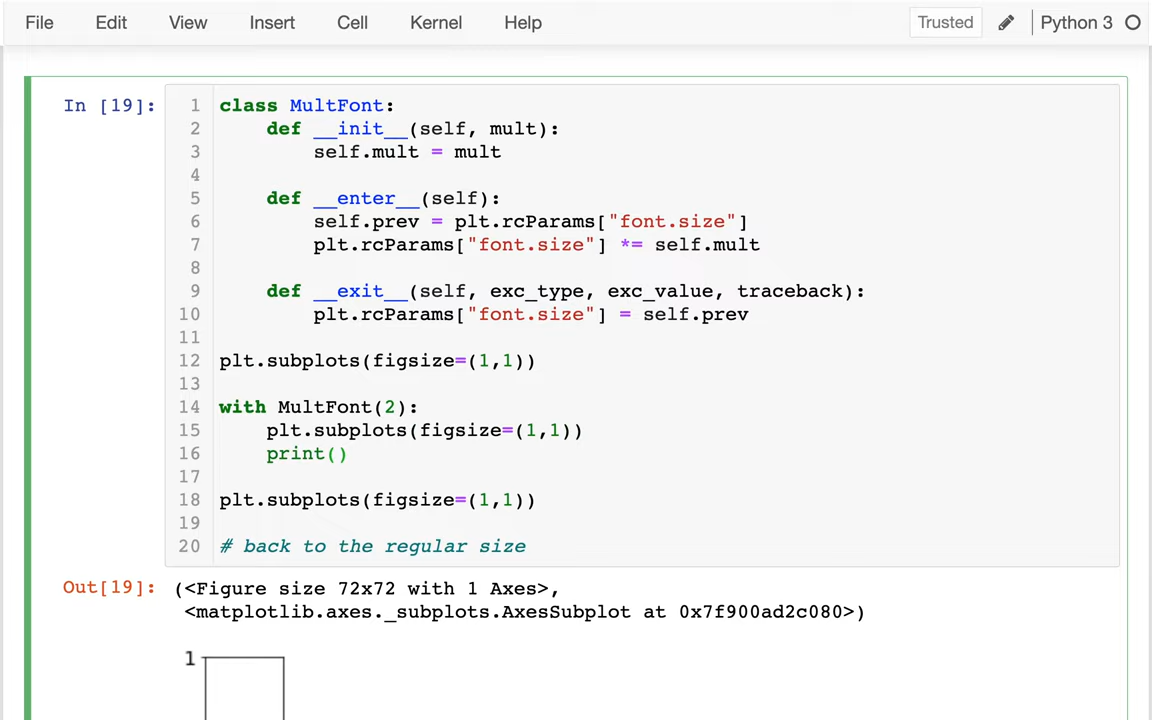 File Edit View Insert Cell Kernel Help Trusted Python 3
In [19]:
1 class MultFont:
2     def __init__(self, mult):
3         self.mult = mult
4
5     def __enter__(self):
6         self.prev = plt.rcParams["font.size"]
7         plt.rcParams["font.size"] *= self.mult
8
9     def __exit__(self, exc_type, exc_value, traceback):
10         plt.rcParams["font.size"] = self.prev
11
12 plt.subplots(figsize=(1,1))
13
14 with MultFont(2):
15     plt.subplots(figsize=(1,1))
16     print()
17
18 plt.subplots(figsize=(1,1))
19
20 # back to the regular size
Out[19]: (<Figure size 72x72 with 1 Axes>,
<matplotlib.axes._subplots.AxesSubplot at 0x7f900ad2c080>)
1